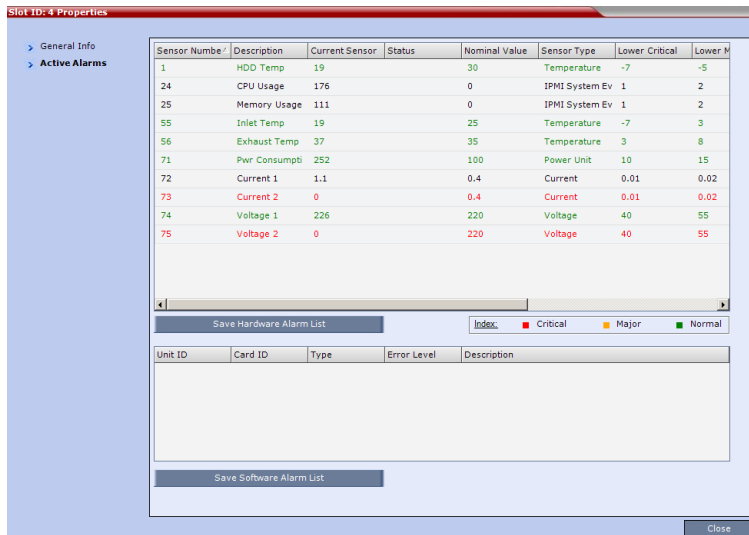 Slot ID: 4 Properties
General Info
Active Alarms
Sensor Numbe Description Current Sensor Status Nominal Value Sensor Type Lower Critical Lower M
1 HDD Temp 19 30 Temperature -7 -5
24 CPU Usage 176 0 IPMI System Ev 1 2
25 Memory Usage 111 0 IPMI System Ev 1 2
55 Inlet Temp 19 25 Temperature -7 3
56 Exhaust Temp 37 35 Temperature 3 8
71 Pwr Consumpti 252 100 Power Unit 10 15
72 Current 1 1.1 0.4 Current 0.01 0.02
73 Current 2 0 0.4 Current 0.01 0.02
74 Voltage 1 226 220 Voltage 40 55
75 Voltage 2 0 220 Voltage 40 55
Save Hardware Alarm List
Index: Critical Major Normal
Unit ID Card ID Type Error Level Description
Save Software Alarm List
Close